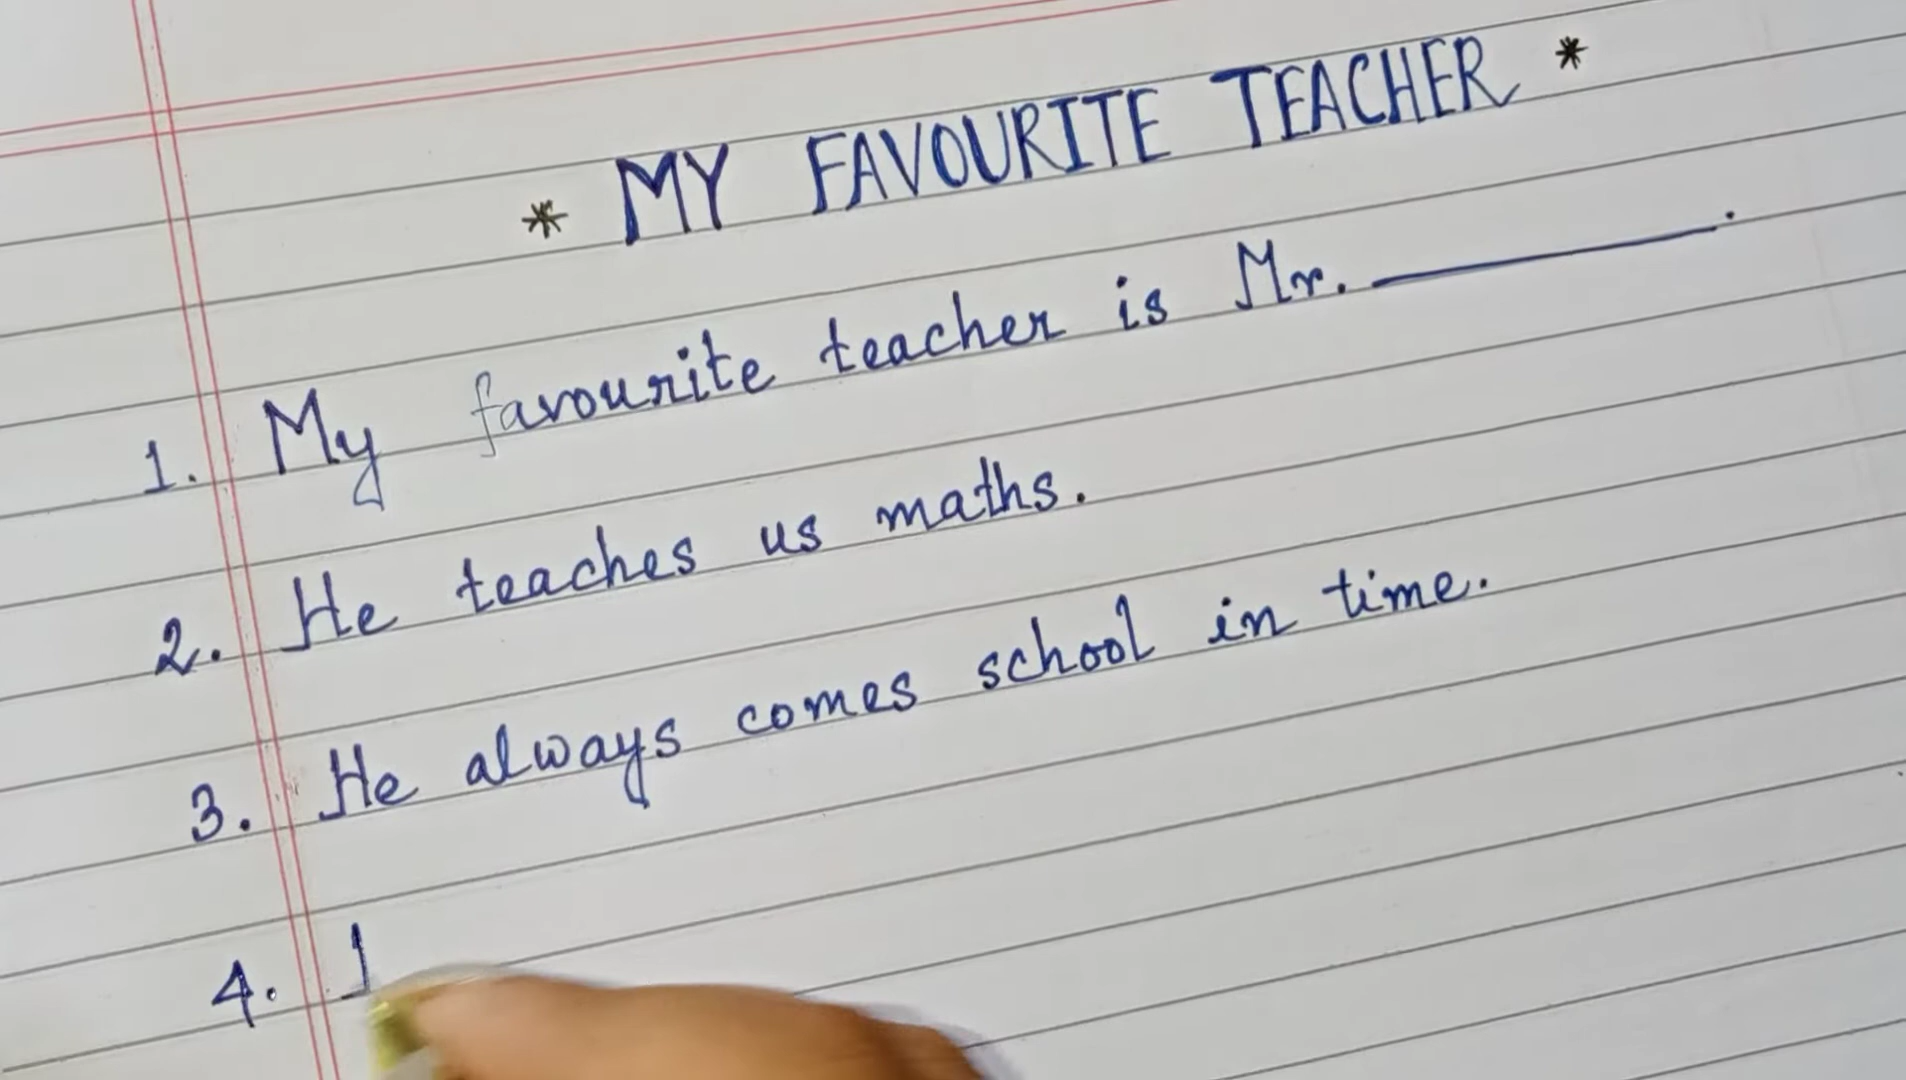 * MY FAVOURITE TEACHER *
1. My favourite teacher is Mr. ________.
2. He teaches us maths.
3. He always comes school in time.
4.